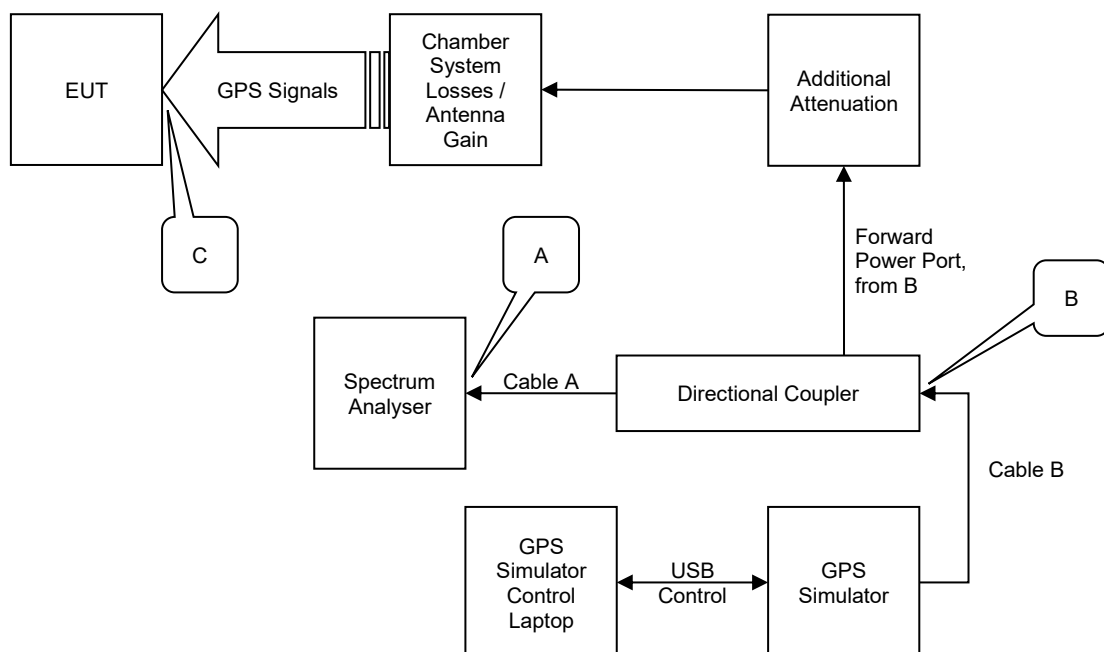 EUT
GPS Signals
Chamber
System
Losses /
Antenna
Gain
Additional
Attenuation
C
A
Forward
Power Port,
from B
B
Spectrum
Analyser
Cable A
Directional Coupler
Cable B
GPS
Simulator
Control
Laptop
USB
Control
GPS
Simulator